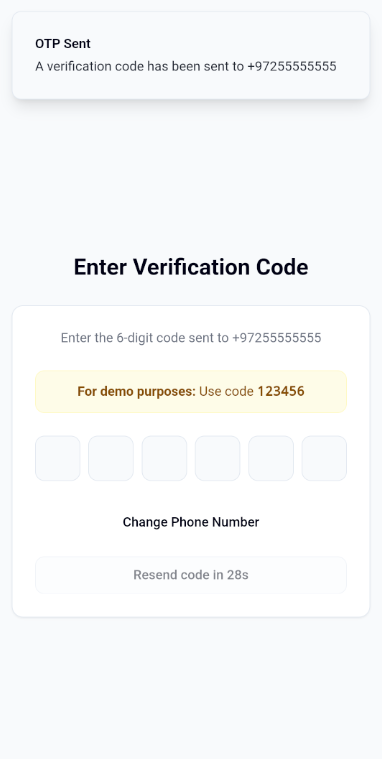 OTP Sent
A verification code has been sent to +97255555555
Enter Verification Code
Enter the 6-digit code sent to +97255555555
For demo purposes: Use code 123456
Change Phone Number
Resend code in 28s